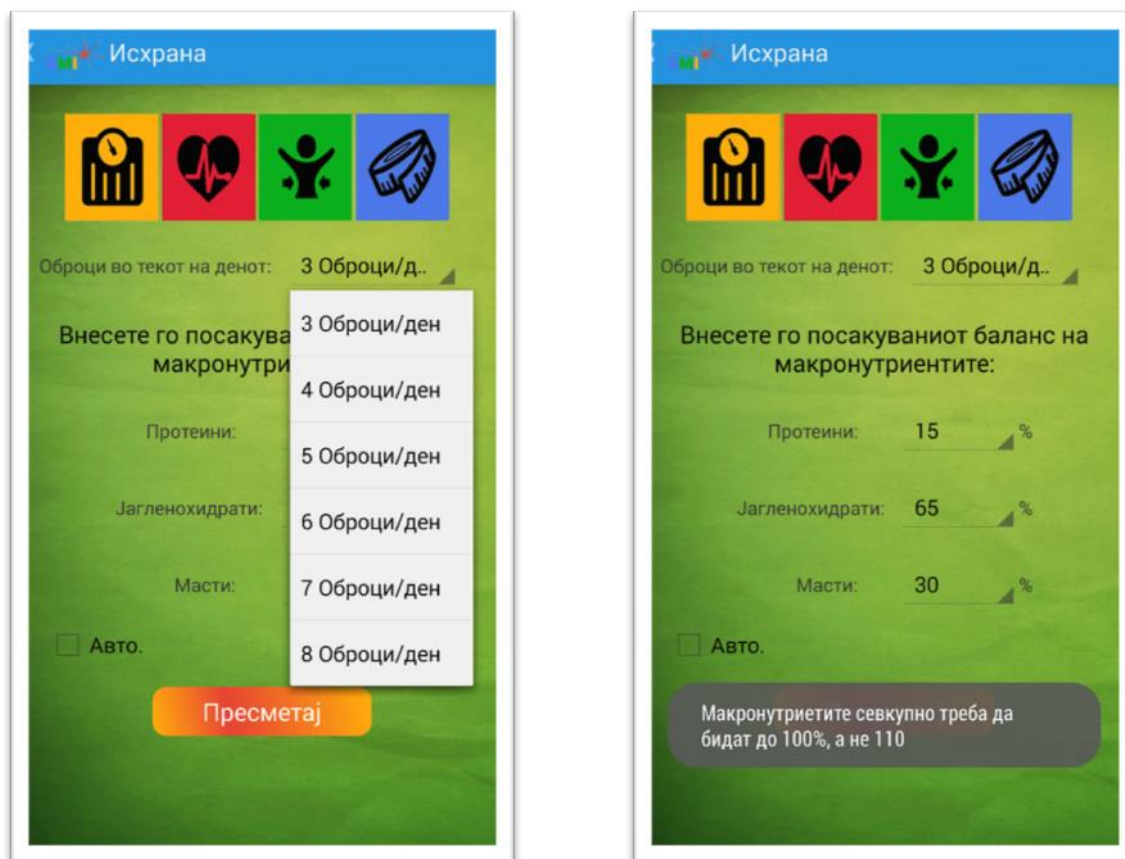 Исхрана
Оброци во текот на денот: 3 Оброци/д..
3 Оброци/ден
4 Оброци/ден
5 Оброци/ден
6 Оброци/ден
7 Оброци/ден
8 Оброци/ден
Внесете го посакува
макронутри
Протеини:
Јагленохидрати:
Масти:
Авто.
Пресметај
Исхрана
Оброци во текот на денот: 3 Оброци/д..
Внесете го посакуваниот баланс на
макронутриентите:
Протеини: 15 %
Јагленохидрати: 65 %
Масти: 30 %
Авто.
Макронутриетите севкупно треба да
бидат до 100%, а не 110